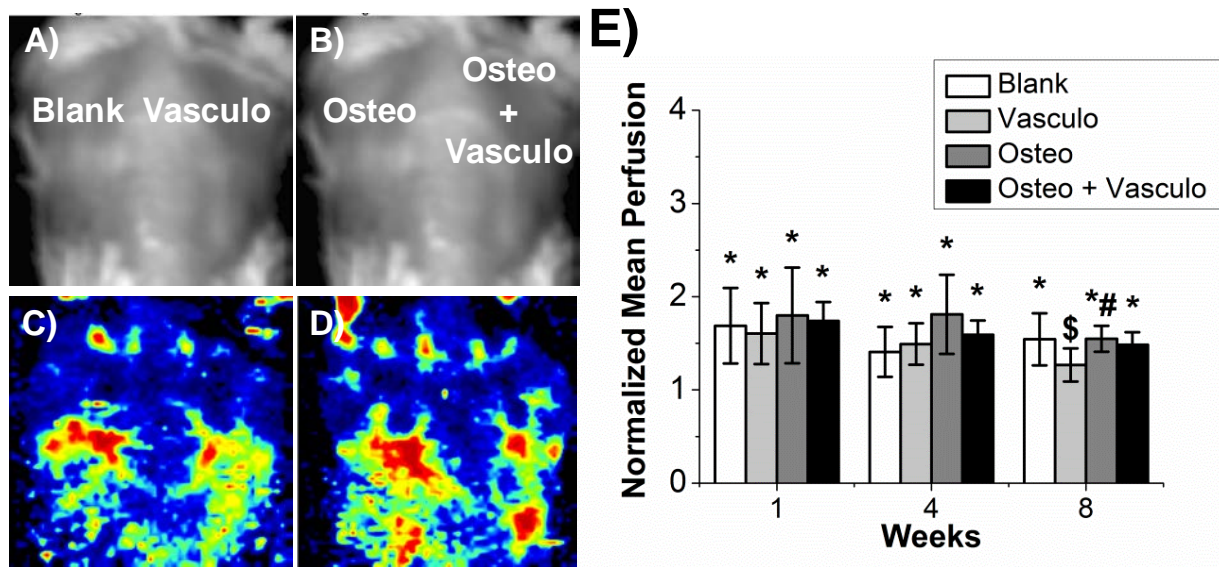 A)
Blank Vasculo
B)
Osteo
Osteo
+
Vasculo
C)
D)
E)
Blank
Vasculo
Osteo
Osteo + Vasculo
Normalized Mean Perfusion
4
3
2
1
0
* * * *
* * * *
* $ * # *
1 4 8
Weeks